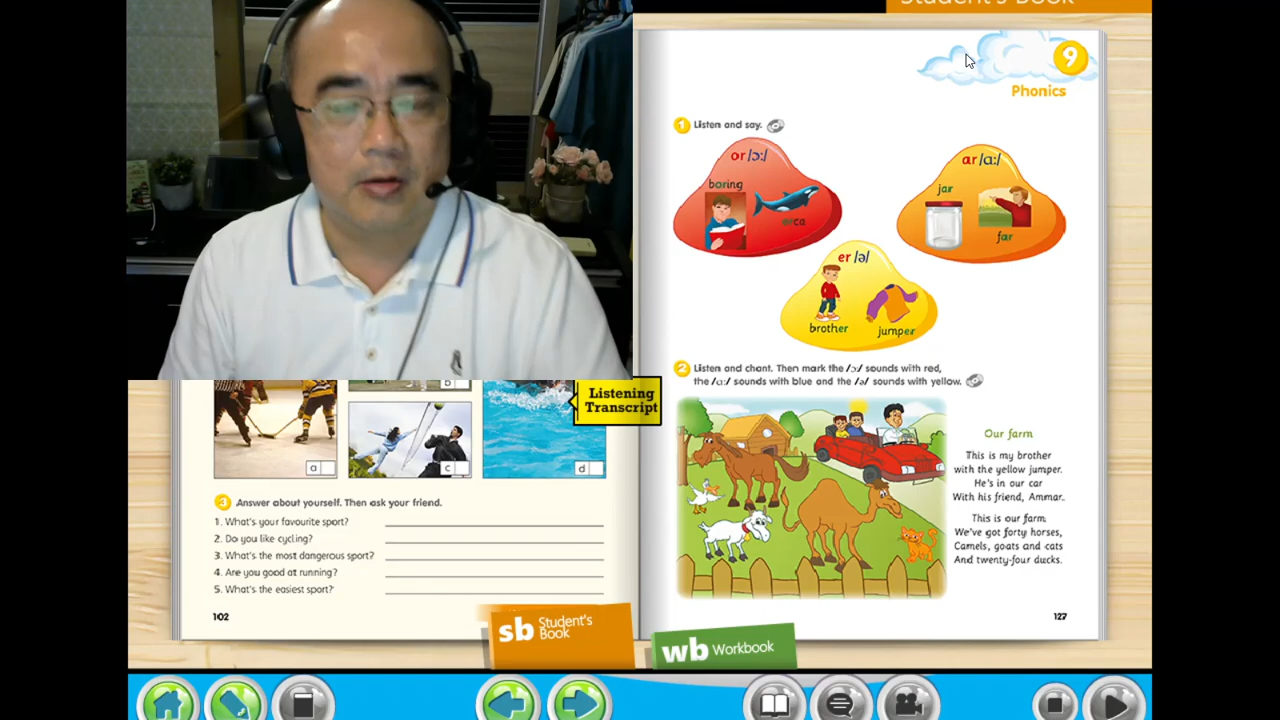 Student's Book
9
Phonics
1 Listen and say.
or /ɔː/
boring
orca
ar /ɑː/
jar
far
er /ə/
brother
jumper
2 Listen and chant. Then mark the /ɔː/ sounds with red,
the /ɑː/ sounds with blue and the /ə/ sounds with yellow.
Our farm
This is my brother
with the yellow jumper.
He's in our car
With his friend, Ammar.
This is our farm.
We've got forty horses,
Camels, goats and cats
And twenty-four ducks.
127
Listening
Transcript
b
a
c
d
3 Answer about yourself. Then ask your friend.
1. What's your favourite sport?
2. Do you like cycling?
3. What's the most dangerous sport?
4. Are you good at running?
5. What's the easiest sport?
102
sb Student's
Book
wb Workbook